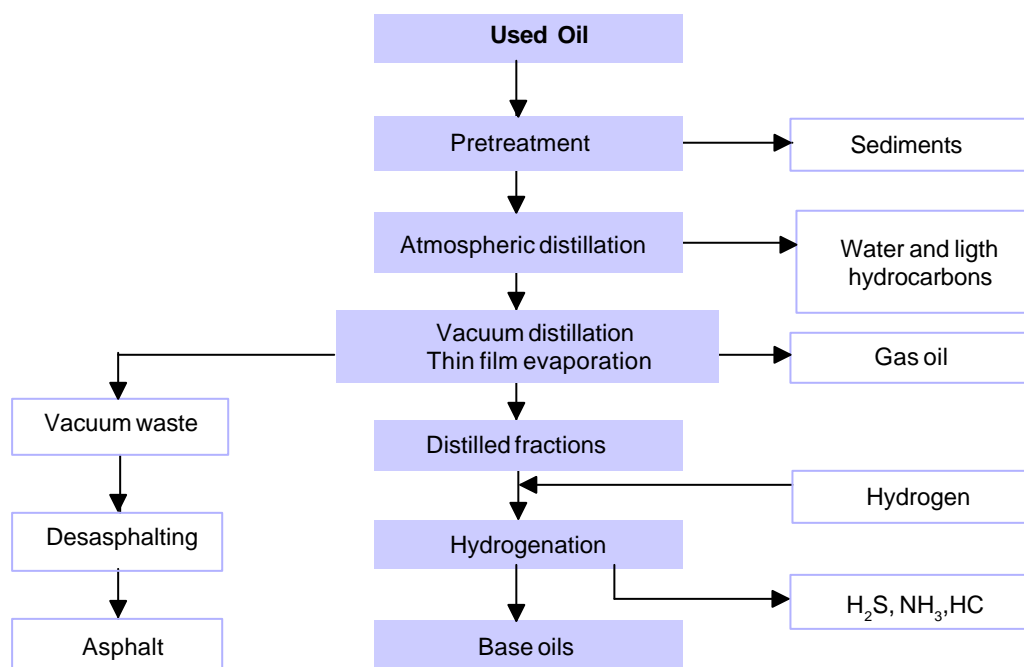 Used Oil
Pretreatment
Sediments
Atmospheric distillation
Water and ligth
hydrocarbons
Vacuum distillation
Thin film evaporation
Gas oil
Vacuum waste
Distilled fractions
Hydrogen
Desasphalting
Hydrogenation
H₂S, NH₃,HC
Asphalt
Base oils